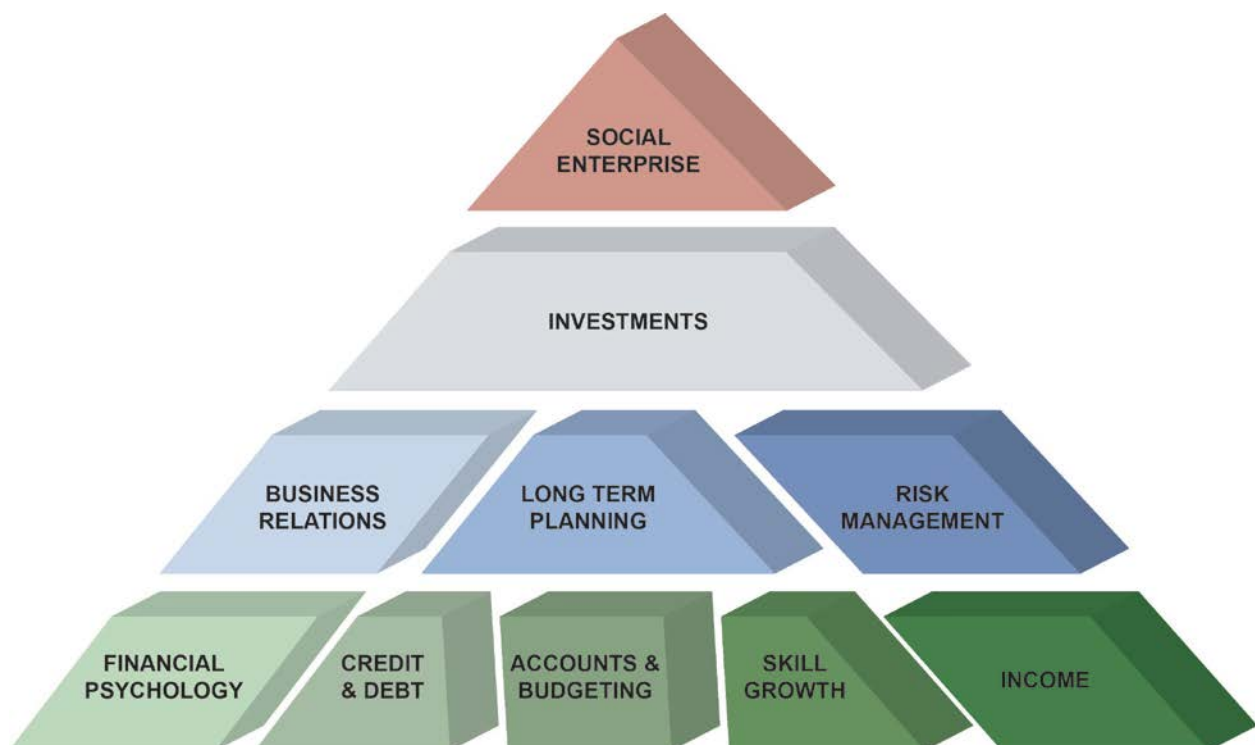 SOCIAL
ENTERPRISE
INVESTMENTS
BUSINESS
RELATIONS
LONG TERM
PLANNING
RISK
MANAGEMENT
FINANCIAL
PSYCHOLOGY
CREDIT
& DEBT
ACCOUNTS &
BUDGETING
SKILL
GROWTH
INCOME